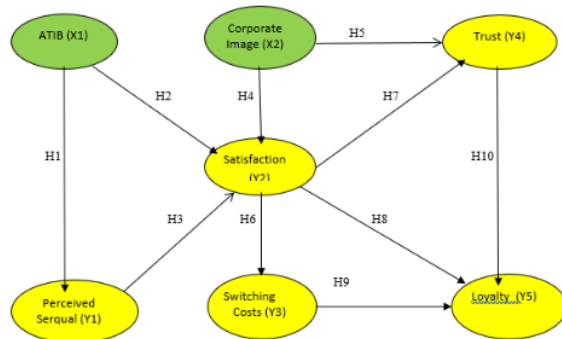 ATIB (X1)
Corporate
Image (X2)
H5
Trust (Y4)
H2
H4
H7
H1
H10
Satisfaction
(Y2)
H3
H6
H8
Perceived
Serqual (Y1)
Switching
Costs (Y3)
H9
Loyalty (Y5)